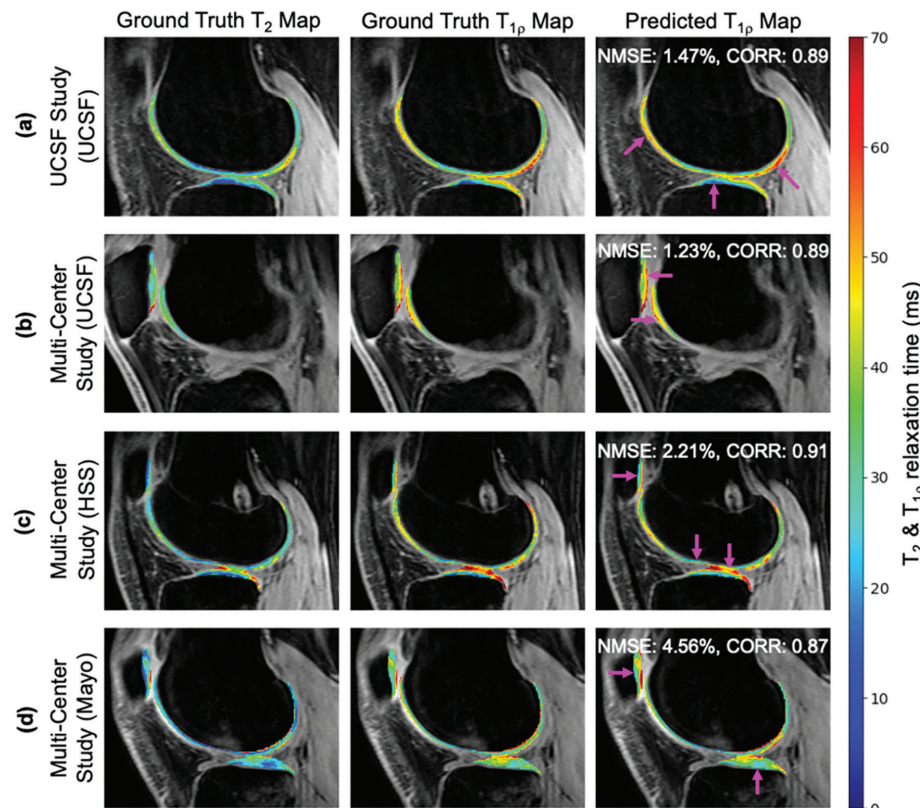 Ground Truth T₂ Map
Ground Truth T₁ρ Map
Predicted T₁ρ Map
(a)
UCSF Study
(UCSF)
NMSE: 1.47%, CORR: 0.89
(b)
Multi-Center
Study (UCSF)
NMSE: 1.23%, CORR: 0.89
(c)
Multi-Center
Study (HSS)
NMSE: 2.21%, CORR: 0.91
(d)
Multi-Center
Study (Mayo)
NMSE: 4.56%, CORR: 0.87
70
60
50
40
30
20
10
0
T₂ & T₁ρ relaxation time (ms)